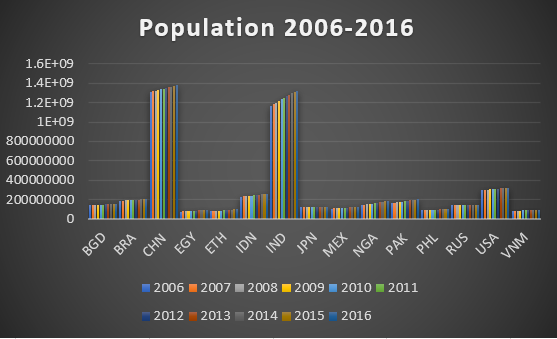 Population 2006-2016
1.6E+09
1.4E+09
1.2E+09
1E+09
800000000
600000000
400000000
200000000
0
BGD BRA CHN EGY ETH IDN IND JPN MEX NGA PAK PHL RUS USA VNM
2006 2007 2008 2009 2010 2011
2012 2013 2014 2015 2016